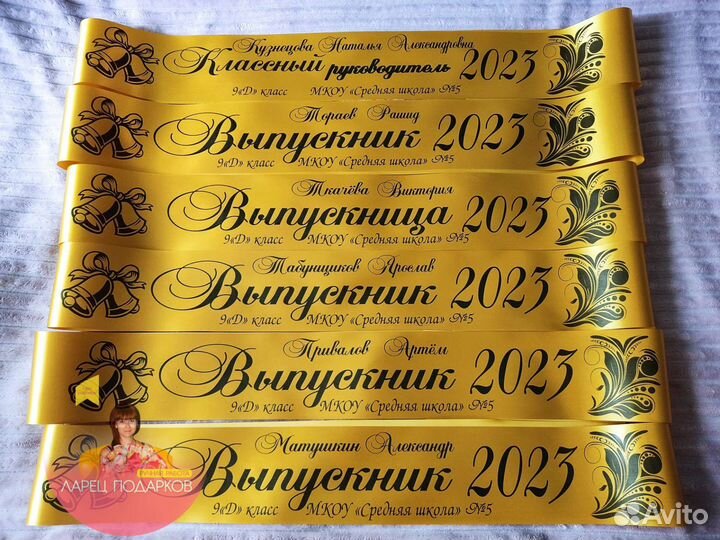 Кузнецова Наталья Александровна
Классный руководитель 2023
9«D» класс МКОУ «Средняя школа» №5
Тораев Рашид
Выпускник 2023
9«D» класс МКОУ «Средняя школа» №5
Ткачёва Виктория
Выпускница 2023
9«D» класс МКОУ «Средняя школа» №5
Табунщиков Ярослав
Выпускник 2023
9«D» класс МКОУ «Средняя школа» №5
Привалов Артём
Выпускник 2023
9«D» класс МКОУ «Средняя школа» №5
Матушкин Александр
Выпускник 2023
9«D» класс МКОУ «Средняя школа» №5
РУЧНАЯ РАБОТА
ЛАРЕЦ ПОДАРКОВ
Avito